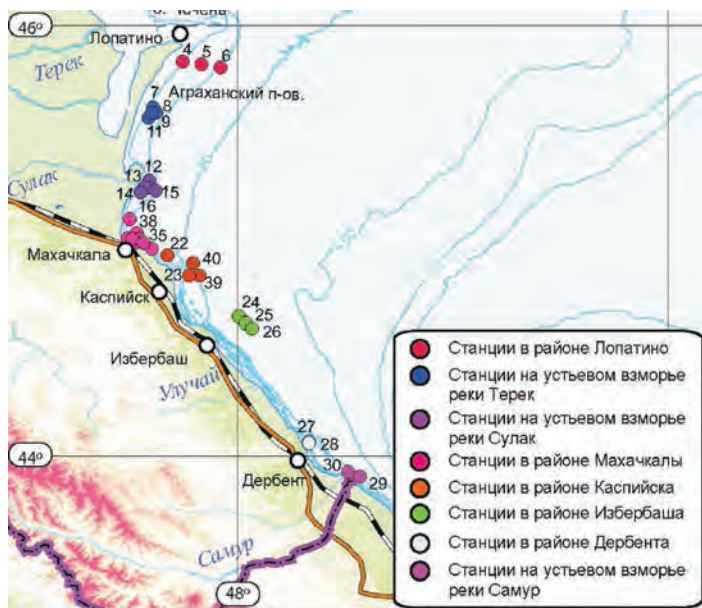 46º
Лопатино
4 5 6
Терек
Аграханский п-ов.
7
8
9
11
12
13
14 15
16
Сулак
38
35
22
40
Махачкала
23 39
Каспийск
24
25
26
Избербаш
Улучай
27
28
44º
30
29
Дербент
Самур
48º
Станции в районе Лопатино
Станции на устьевом взморье
реки Терек
Станции на устьевом взморье
реки Сулак
Станции в районе Махачкалы
Станции в районе Каспийска
Станции в районе Избербаша
Станции в районе Дербента
Станции на устьевом взморье
реки Самур